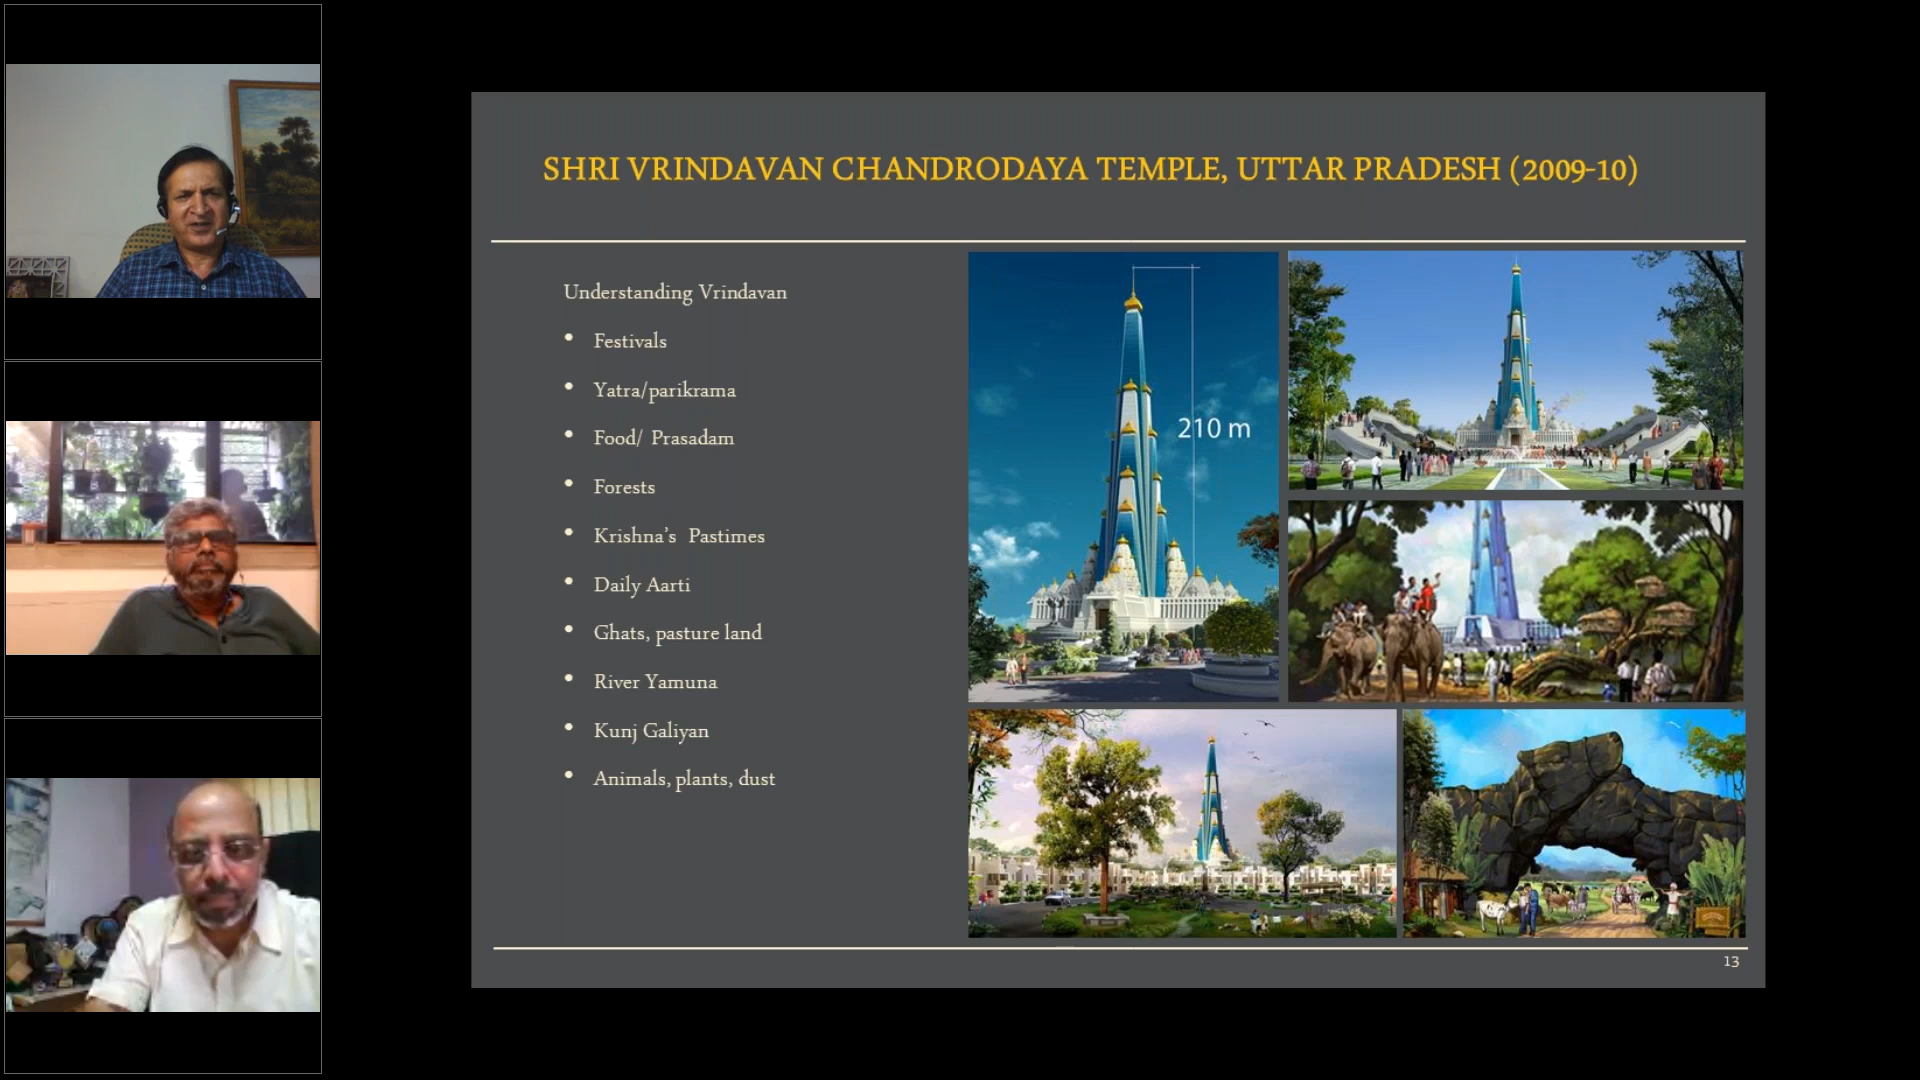 SHRI VRINDAVAN CHANDRODAYA TEMPLE, UTTAR PRADESH (2009-10)
Understanding Vrindavan
• Festivals
• Yatra/parikrama
• Food/ Prasadam
• Forests
• Krishna's Pastimes
• Daily Aarti
• Ghats, pasture land
• River Yamuna
• Kunj Galiyan
• Animals, plants, dust
210 m
13